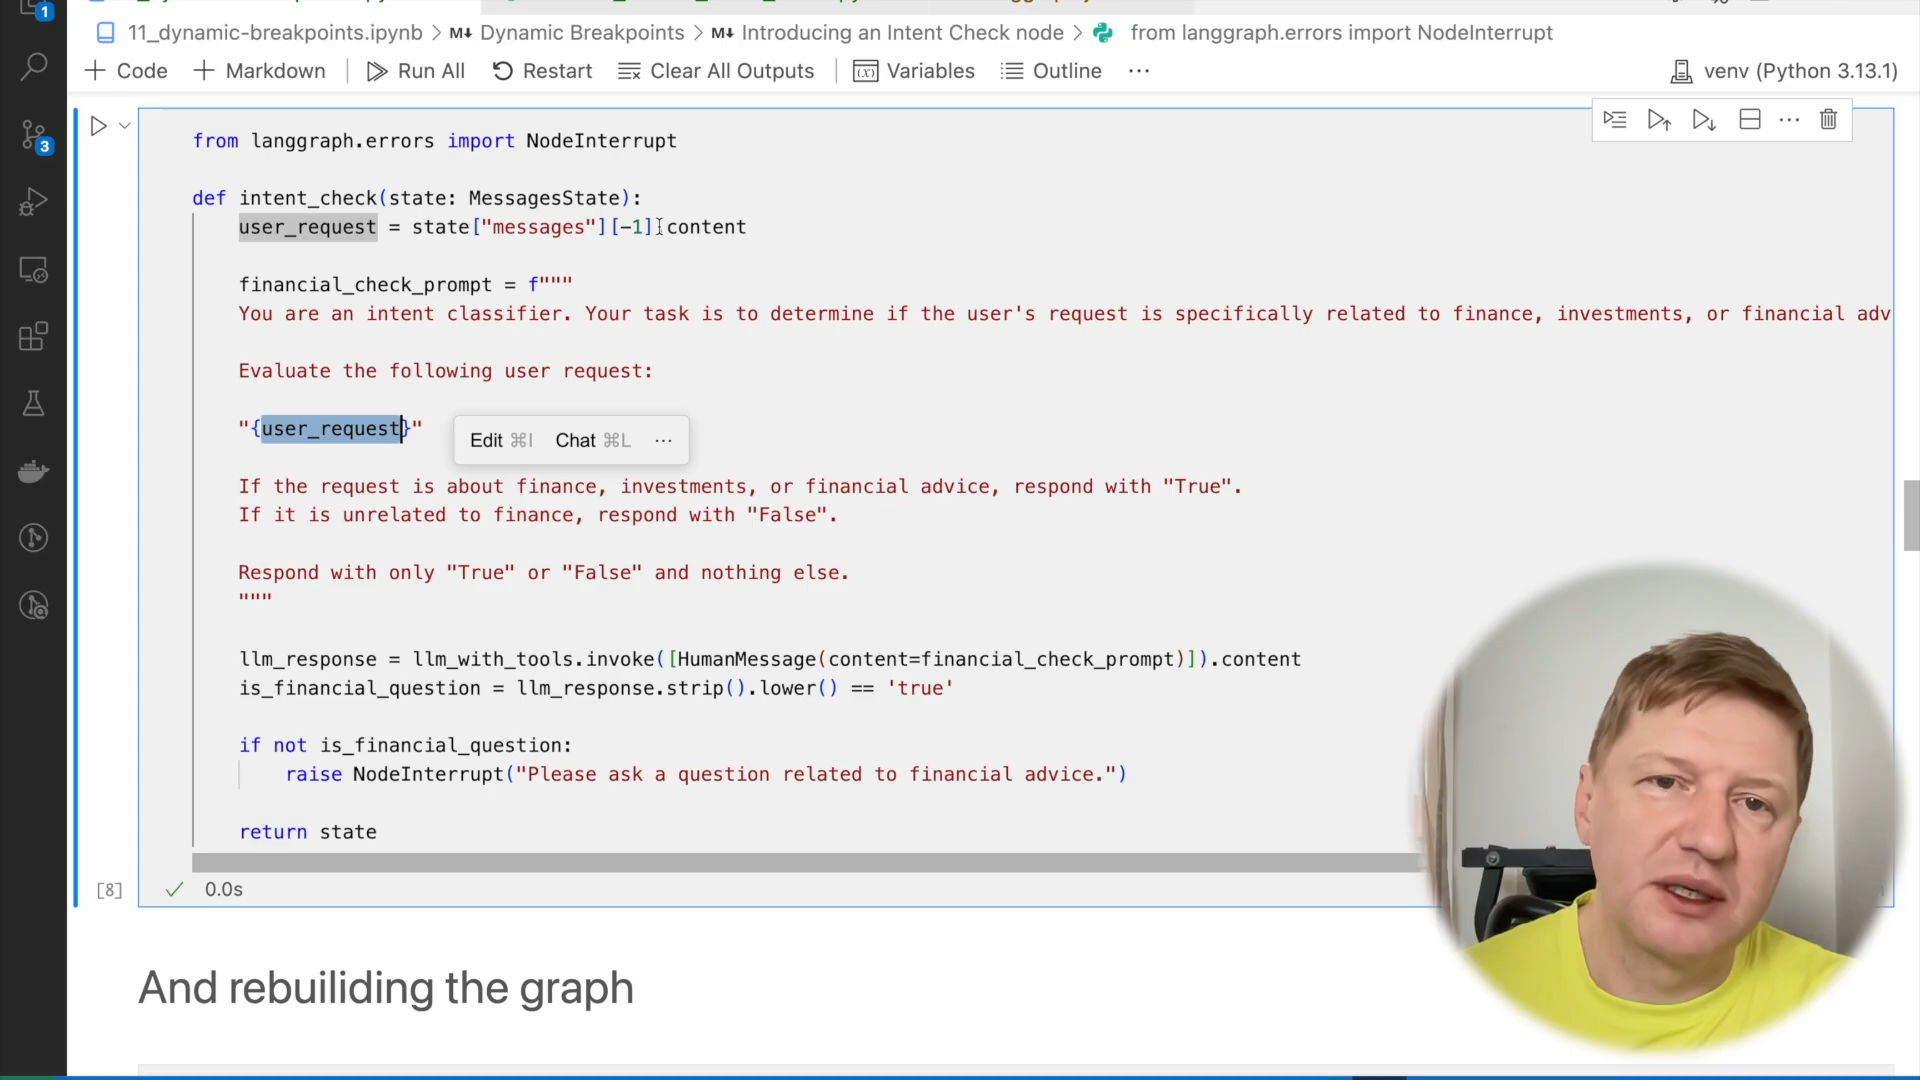 1
11_dynamic-breakpoints.ipynb > M↓ Dynamic Breakpoints > M↓ Introducing an Intent Check node > from langgraph.errors import NodeInterrupt
+ Code + Markdown Run All Restart Clear All Outputs Variables Outline ... venv (Python 3.13.1)
3
from langgraph.errors import NodeInterrupt
def intent_check(state: MessagesState):
user_request = state["messages"][-1].content
financial_check_prompt = f"""
You are an intent classifier. Your task is to determine if the user's request is specifically related to finance, investments, or financial adv
Evaluate the following user request:
"{user_request}"
Edit ⌘I Chat ⌘L ...
If the request is about finance, investments, or financial advice, respond with "True".
If it is unrelated to finance, respond with "False".
Respond with only "True" or "False" and nothing else.
"""
llm_response = llm_with_tools.invoke([HumanMessage(content=financial_check_prompt)]).content
is_financial_question = llm_response.strip().lower() == 'true'
if not is_financial_question:
raise NodeInterrupt("Please ask a question related to financial advice.")
return state
[8] 0.0s
And rebuiliding the graph